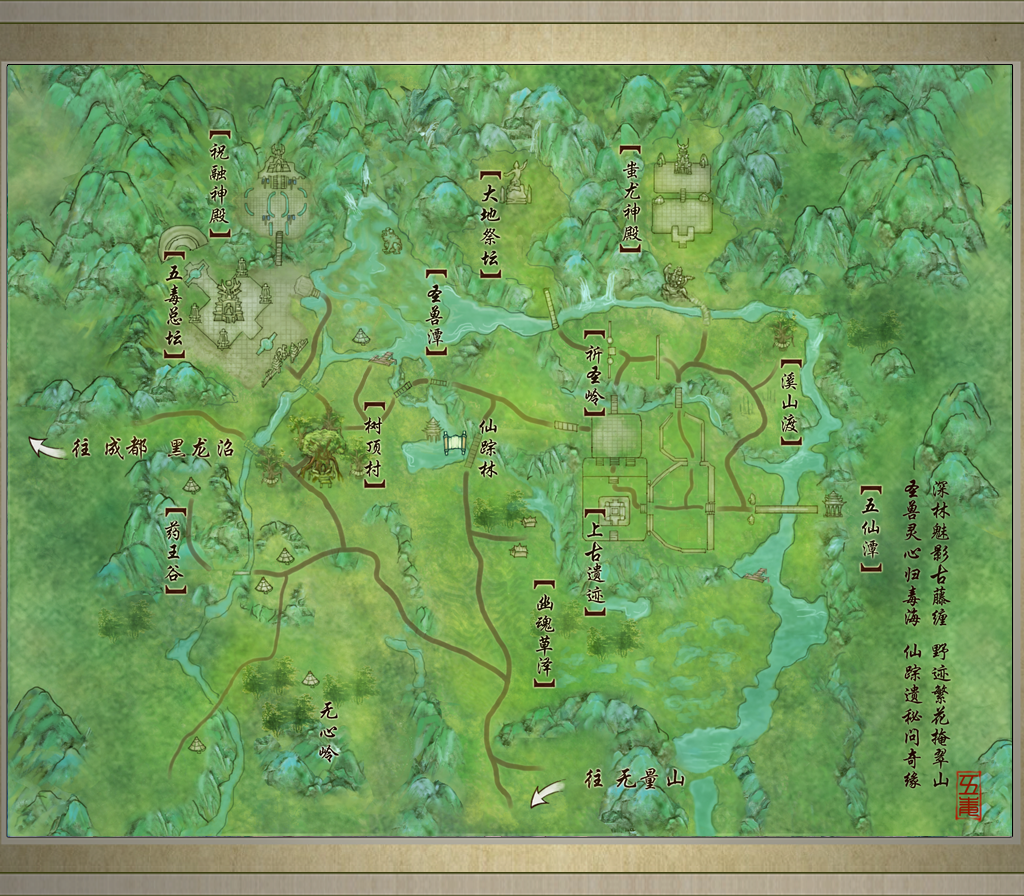 【祝融神殿】
【大地祭坛】
【蚩尤神殿】
【五毒总坛】
【圣兽潭】
【祈圣岭】
【溪山渡】
【树顶村】
仙踪林
往 成都 黑龙沼
【药王谷】
【上古遗迹】
【五仙潭】
【幽魂草泽】
无心岭
往 无量山
深林魅影古藤缠 野迹繁花掩翠山
圣兽灵心归毒海 仙踪遗秘问奇缘
五毒